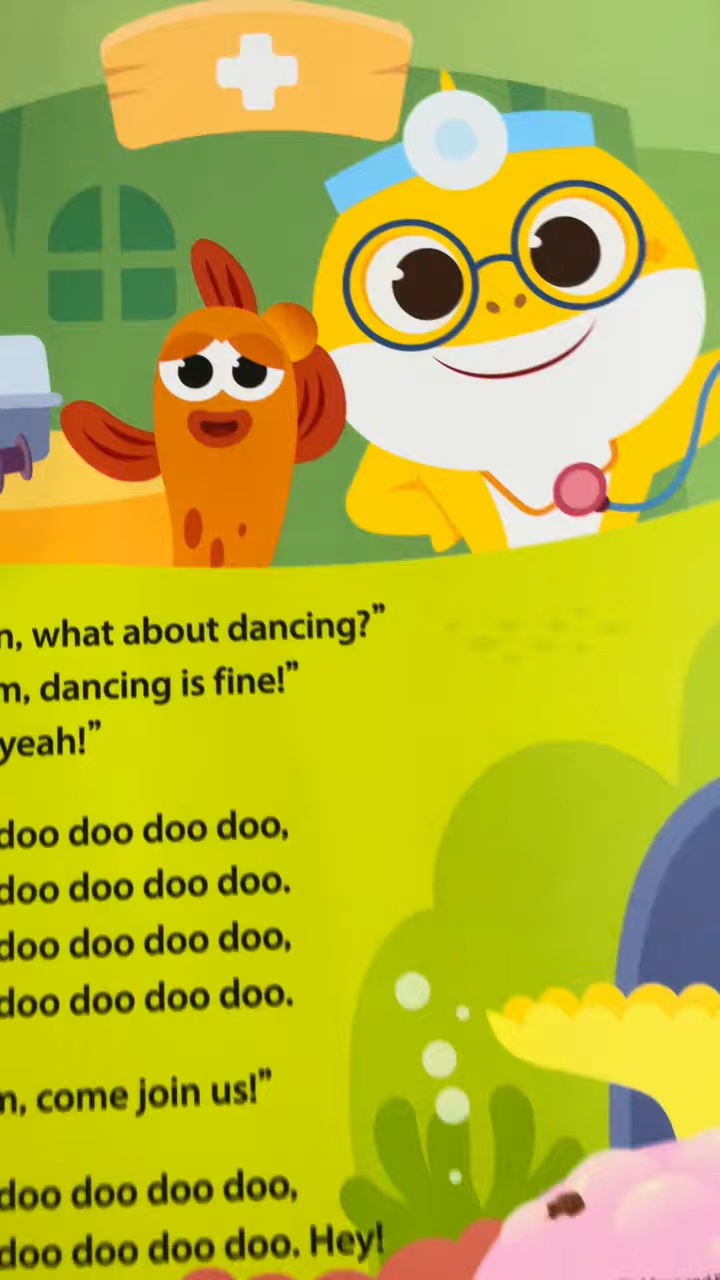 n, what about dancing?”
m, dancing is fine!”
yeah!”
doo doo doo doo,
doo doo doo doo.
doo doo doo doo,
doo doo doo doo.
n, come join us!”
doo doo doo doo,
doo doo doo doo. Hey!